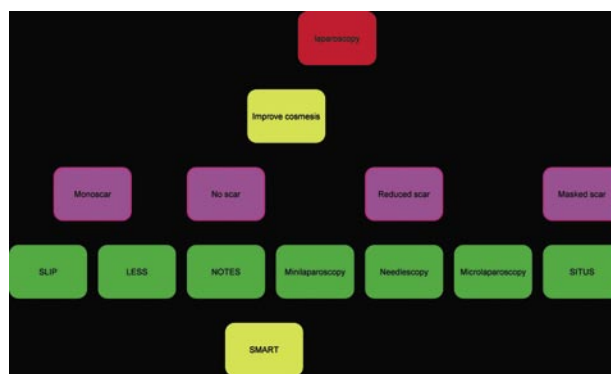 laparoscopy
Improve cosmesis
Monoscar No scar Reduced scar Masked scar
SLIP LESS NOTES Minilaparoscopy Needlescopy Microlaparoscopy SITUS
SMART